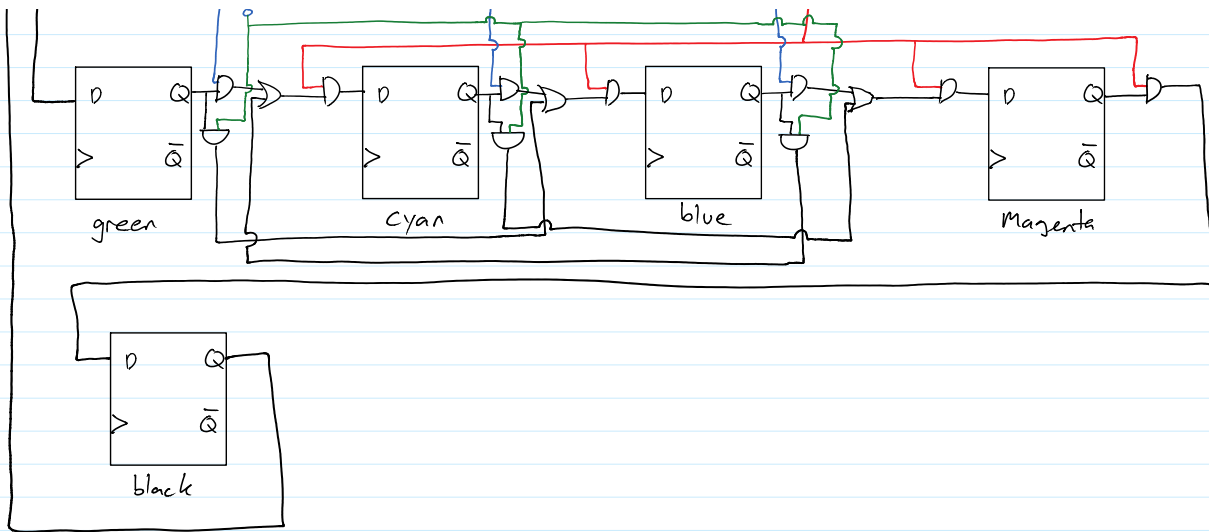 D Q D Q D Q D Q
Q̅ Q̅ Q̅ Q̅
green cyan blue Magenta
D Q
Q̅
black